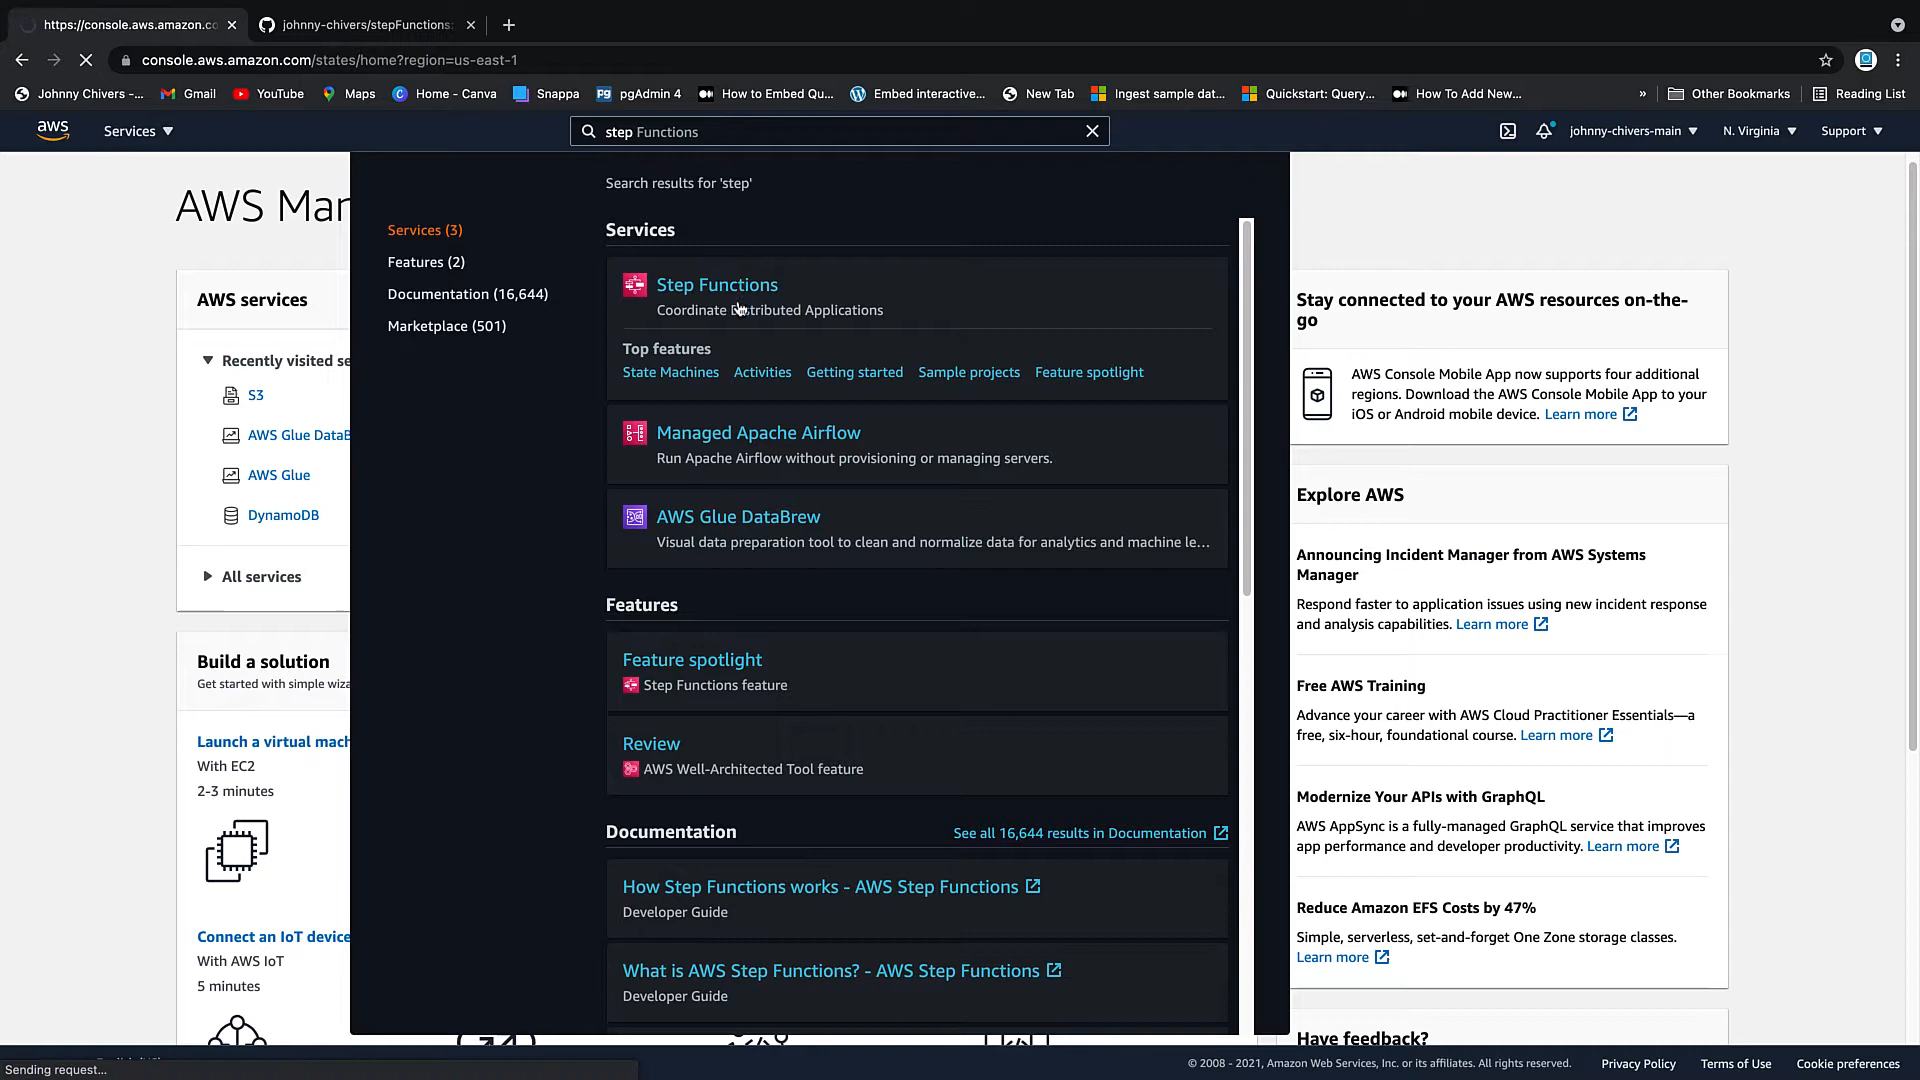 https://console.aws.amazon.co
johnny-chivers/stepFunctions:
console.aws.amazon.com/states/home?region=us-east-1
Johnny Chivers -...
Gmail
YouTube
Maps
Home - Canva
Snappa
pgAdmin 4
How to Embed Qu...
Embed interactive...
New Tab
Ingest sample dat...
Quickstart: Query...
How To Add New...
»
Other Bookmarks
Reading List
aws
Services
step Functions
johnny-chivers-main
N. Virginia
Support
AWS Mar
Search results for 'step'
Services (3)
Features (2)
Documentation (16,644)
Marketplace (501)
Services
Step Functions
Coordinate Distributed Applications
Top features
State Machines Activities Getting started Sample projects Feature spotlight
Managed Apache Airflow
Run Apache Airflow without provisioning or managing servers.
AWS Glue DataBrew
Visual data preparation tool to clean and normalize data for analytics and machine le...
Features
Feature spotlight
Step Functions feature
Review
AWS Well-Architected Tool feature
Documentation
See all 16,644 results in Documentation
How Step Functions works - AWS Step Functions
Developer Guide
What is AWS Step Functions? - AWS Step Functions
Developer Guide
AWS services
Recently visited se
S3
AWS Glue DataB
AWS Glue
DynamoDB
All services
Build a solution
Get started with simple wiza
Launch a virtual mach
With EC2
2-3 minutes
Connect an IoT device
With AWS IoT
5 minutes
Stay connected to your AWS resources on-the-
go
AWS Console Mobile App now supports four additional
regions. Download the AWS Console Mobile App to your
iOS or Android mobile device. Learn more
Explore AWS
Announcing Incident Manager from AWS Systems
Manager
Respond faster to application issues using new incident response
and analysis capabilities. Learn more
Free AWS Training
Advance your career with AWS Cloud Practitioner Essentials—a
free, six-hour, foundational course. Learn more
Modernize Your APIs with GraphQL
AWS AppSync is a fully-managed GraphQL service that improves
app performance and developer productivity. Learn more
Reduce Amazon EFS Costs by 47%
Simple, serverless, set-and-forget One Zone storage classes.
Learn more
Have feedback?
Sending request...
© 2008 - 2021, Amazon Web Services, Inc. or its affiliates. All rights reserved.
Privacy Policy
Terms of Use
Cookie preferences